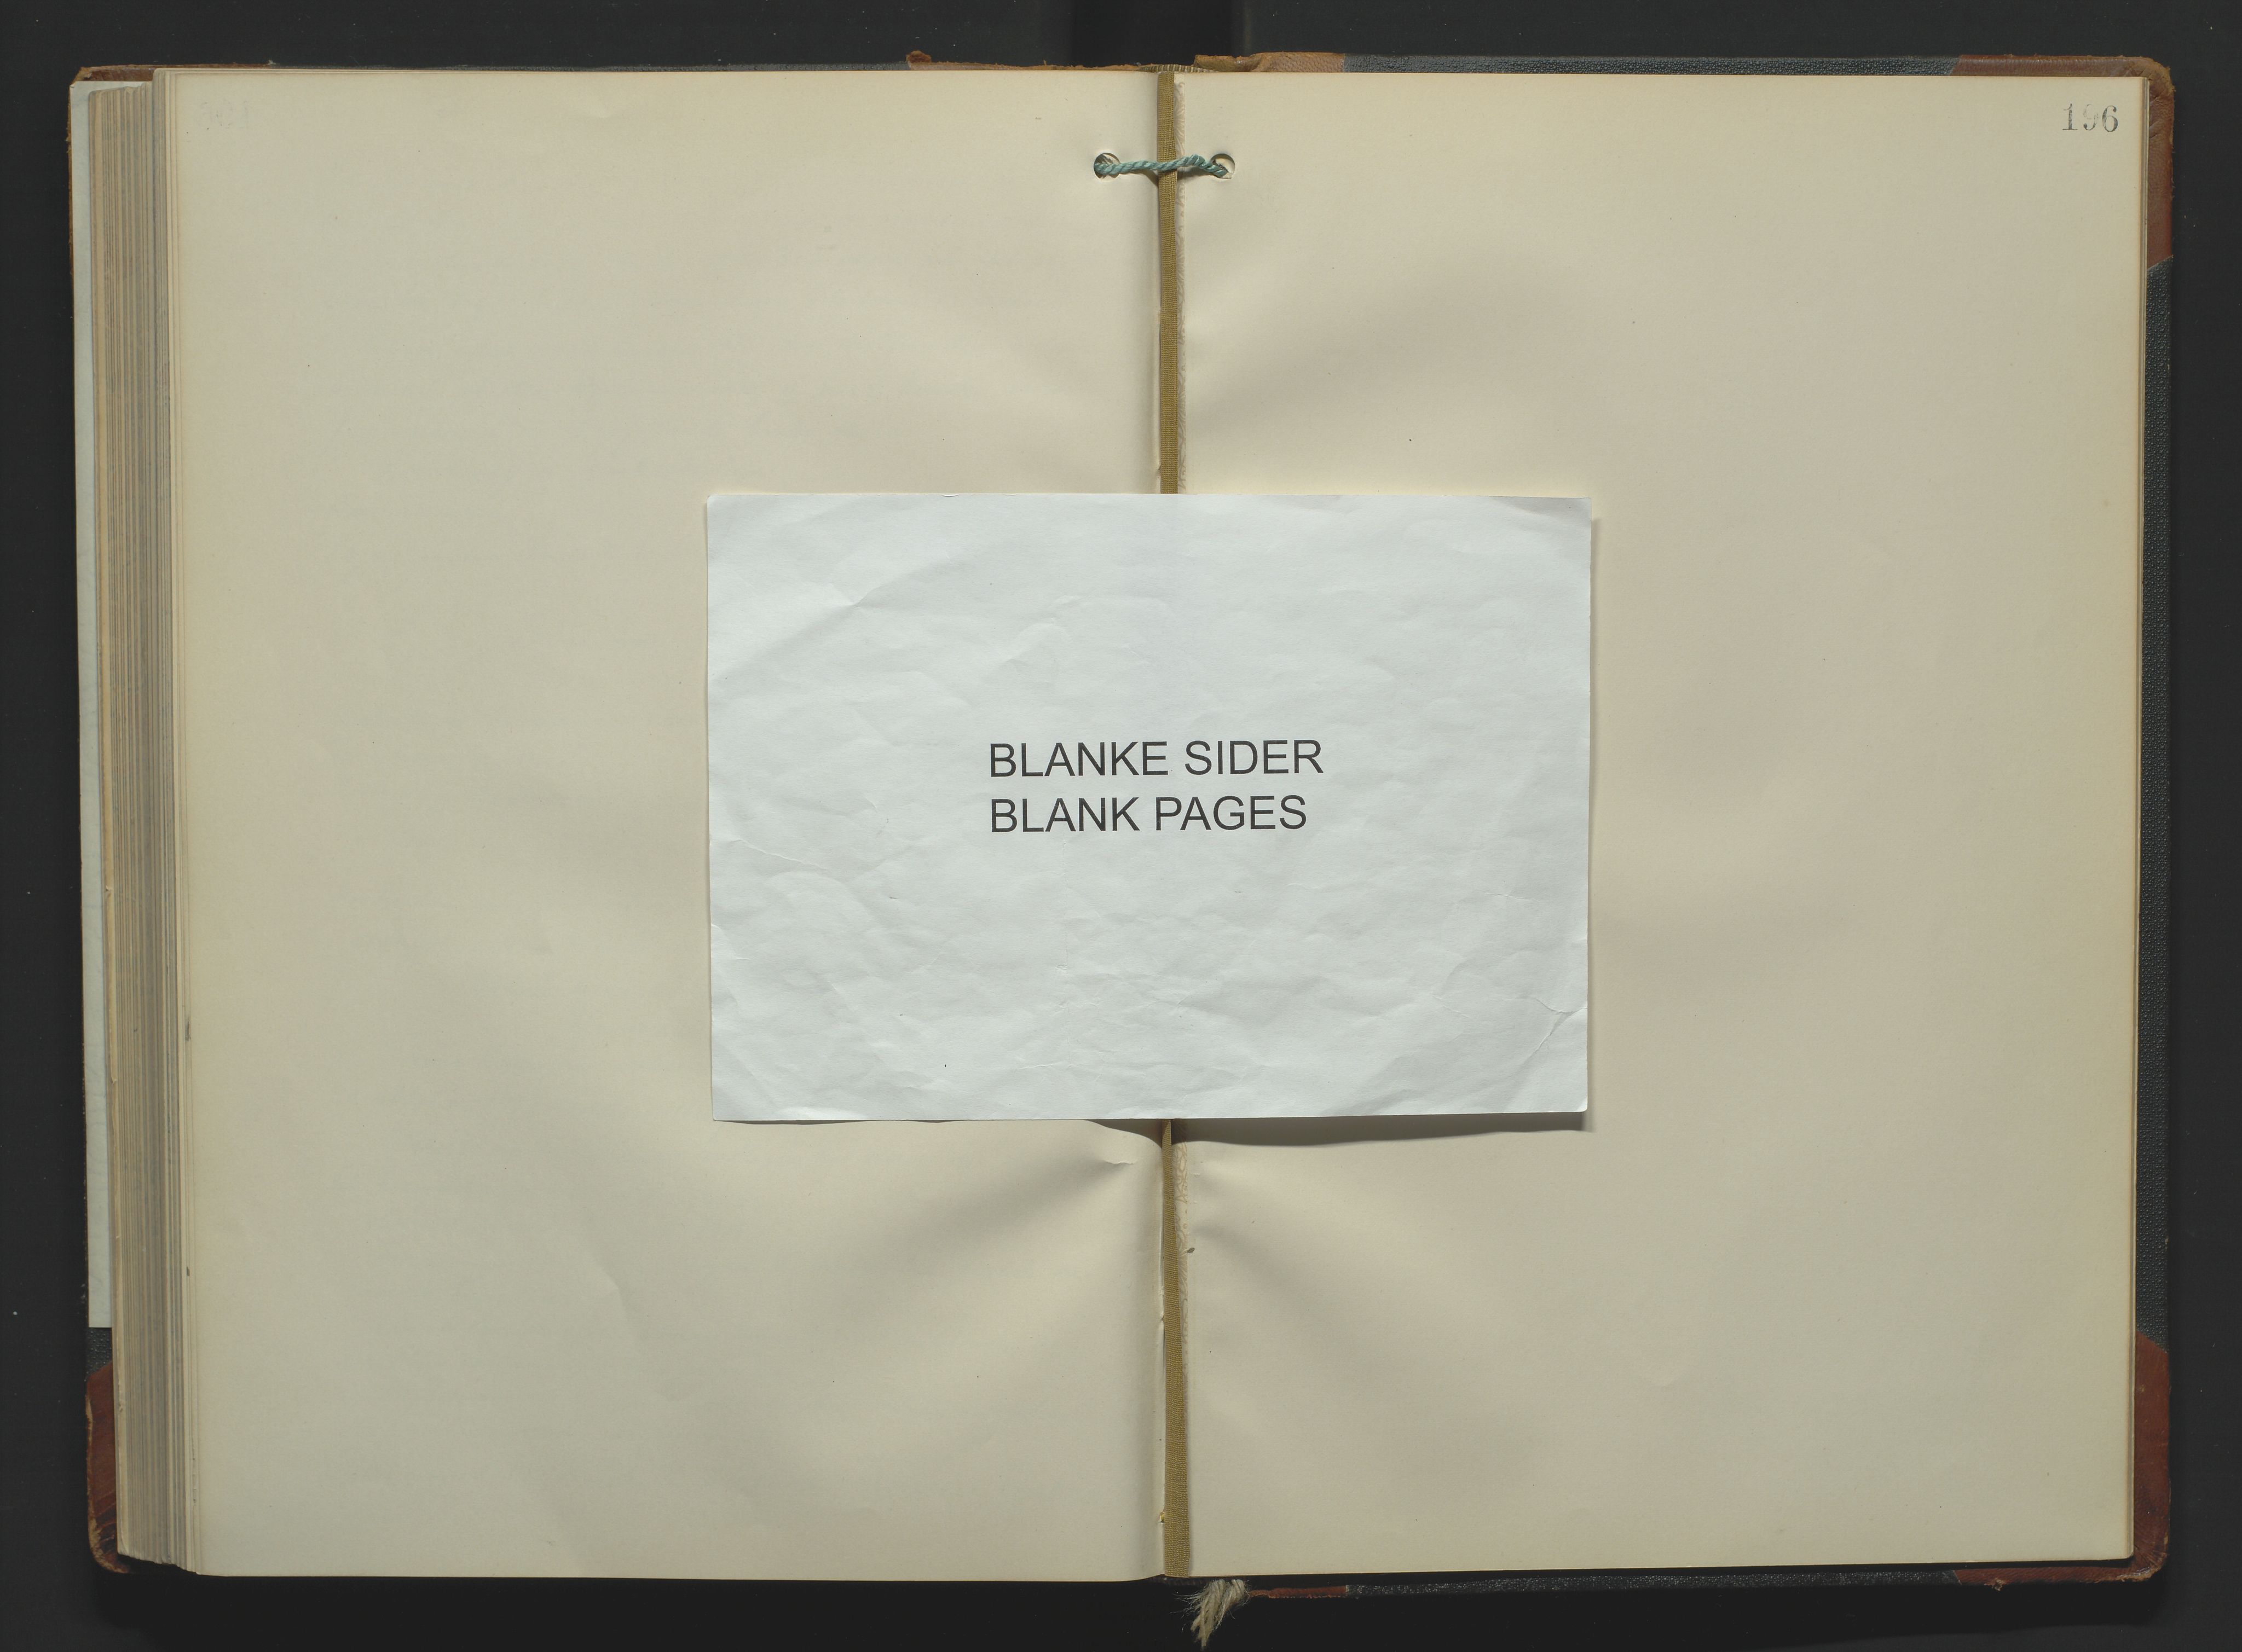 196
BLANKE SIDER
BLANK PAGES